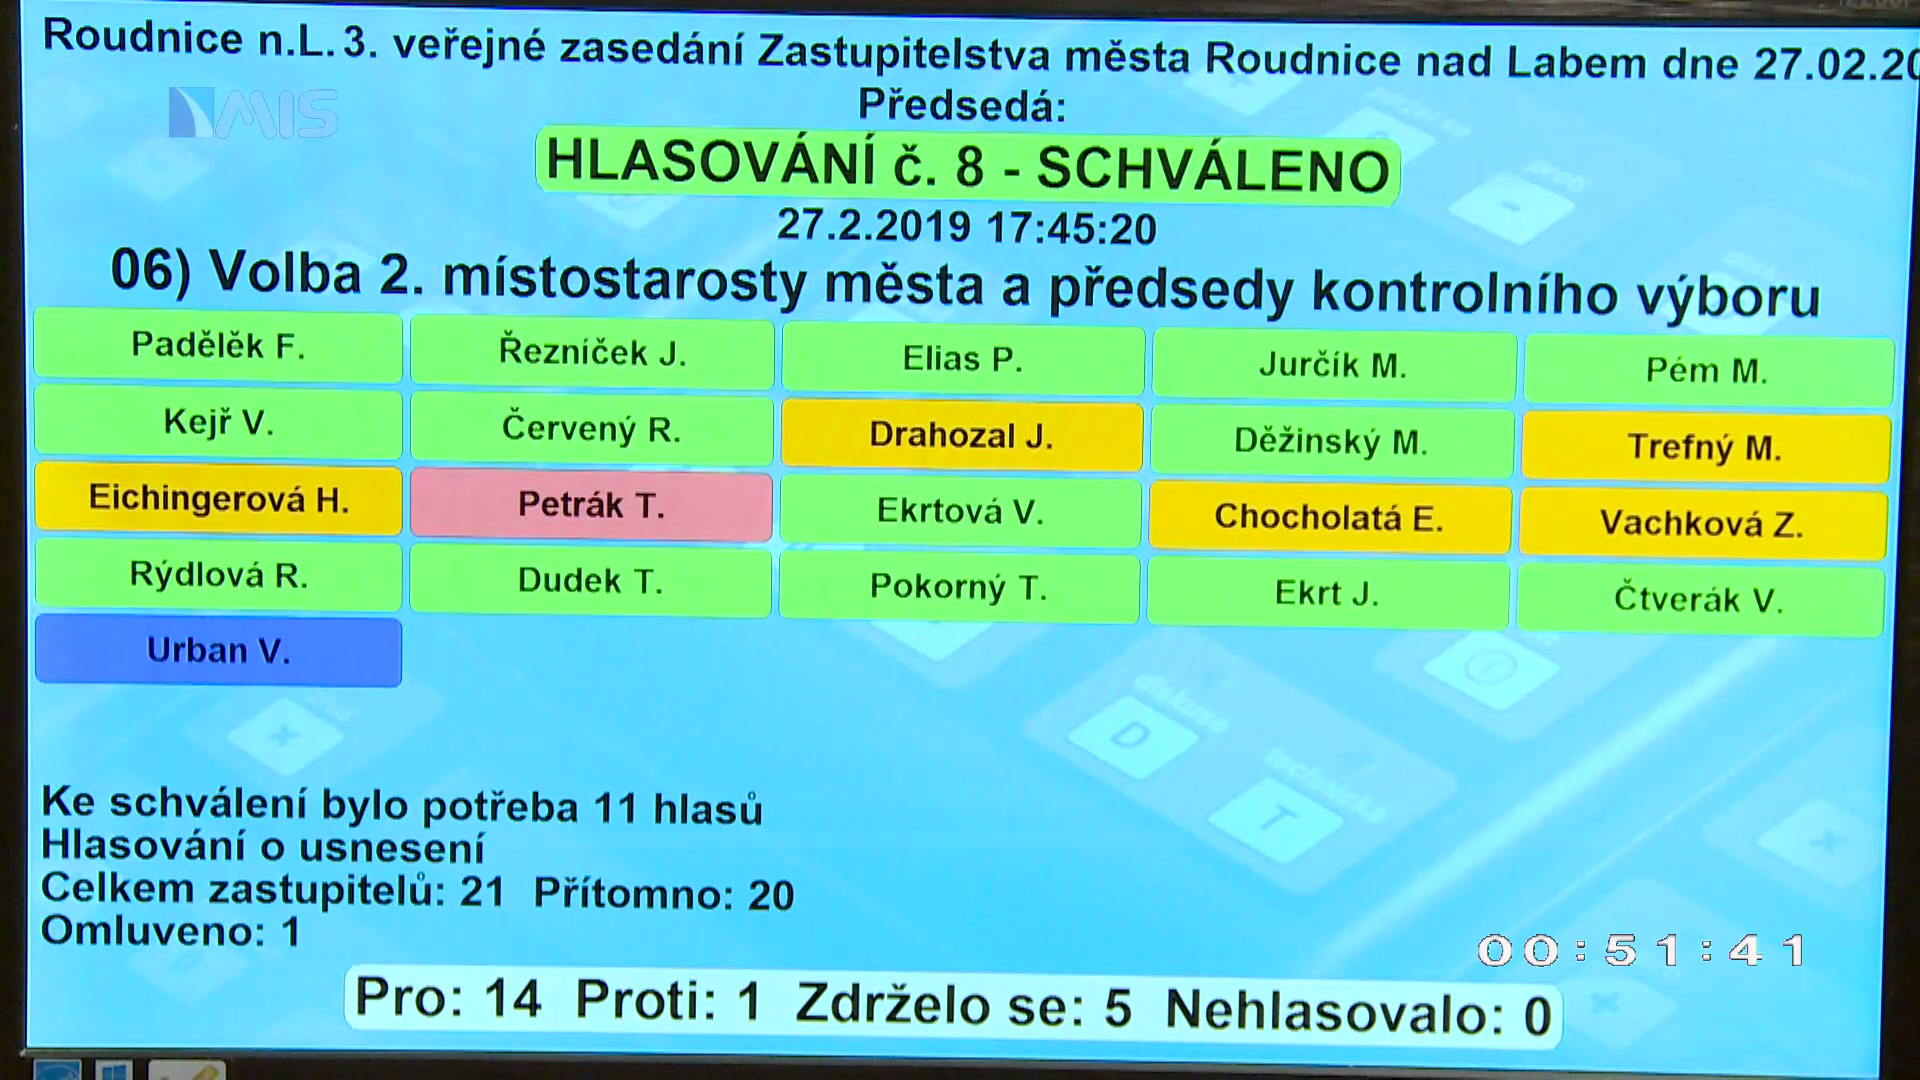 Roudnice n.L. 3. veřejné zasedání Zastupitelstva města Roudnice nad Labem dne 27.02.20
MIS
Předsedá:
HLASOVÁNÍ č. 8 - SCHVÁLENO
27.2.2019 17:45:20
06) Volba 2. místostarosty města a předsedy kontrolního výboru
Padělěk F. Řezníček J. Elias P. Jurčík M. Pém M.
Kejř V. Červený R. Drahozal J. Děžinský M. Trefný M.
Eichingerová H. Petrák T. Ekrtová V. Chocholatá E. Vachková Z.
Rýdlová R. Dudek T. Pokorný T. Ekrt J. Čtverák V.
Urban V.
diskuse
D
technická
T
Ke schválení bylo potřeba 11 hlasů
Hlasování o usnesení
Celkem zastupitelů: 21 Přítomno: 20
Omluveno: 1
00:51:41
Pro: 14 Proti: 1 Zdrželo se: 5 Nehlasovalo: 0